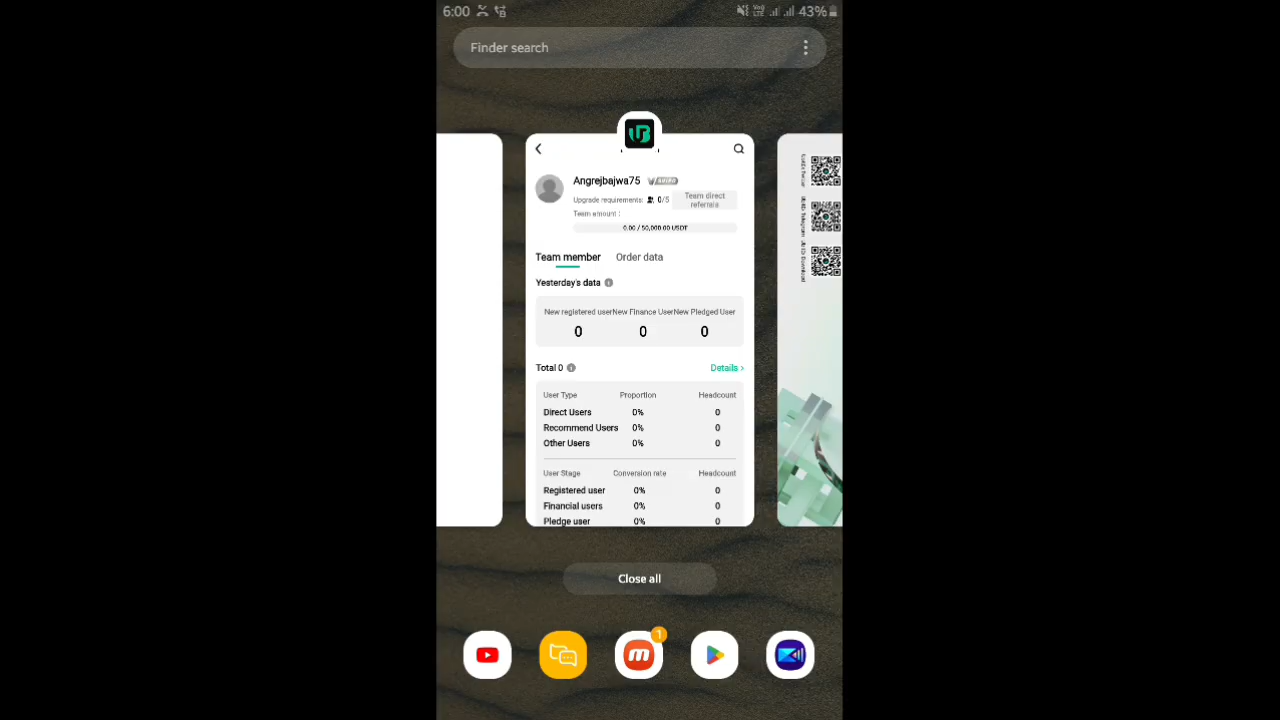 6:00
43%
Finder search
Angrejbajwa75
Upgrade requirements: 0/5
Team direct referrals
Team amount :
0.00 / 50,000.00 USDT
Team member Order data
Yesterday's data
New registered user New Finance User New Pledged User
0 0 0
Total 0 Details >
User Type Proportion Headcount
Direct Users 0% 0
Recommend Users 0% 0
Other Users 0% 0
User Stage Conversion rate Headcount
Registered user 0% 0
Financial users 0% 0
Pledge user 0% 0
Close all
1